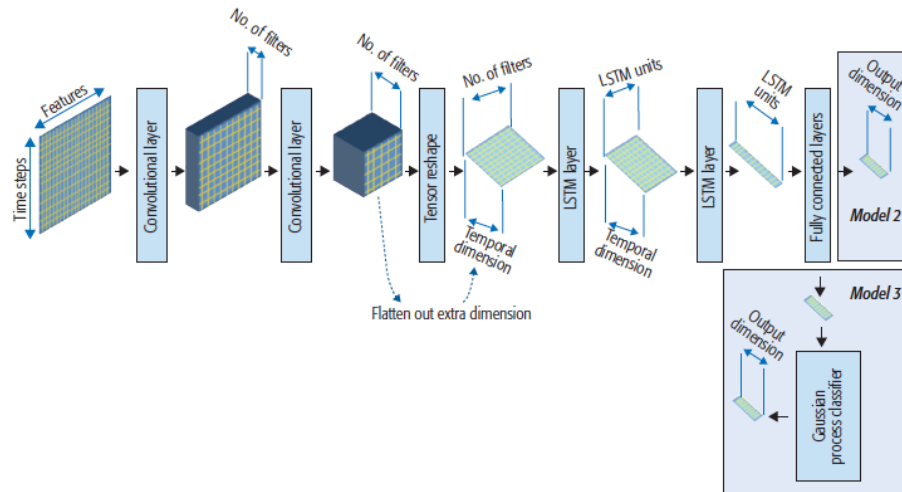 Features
Time steps
Convolutional layer
No. of filters
Convolutional layer
No. of filters
Tensor reshape
No. of filters
Temporal
dimension
Flatten out extra dimension
LSTM layer
LSTM units
Temporal
dimension
LSTM layer
LSTM
units
Fully connected layers
Output
dimension
Model 2
Model 3
Output
dimension
Gaussian
process classifier